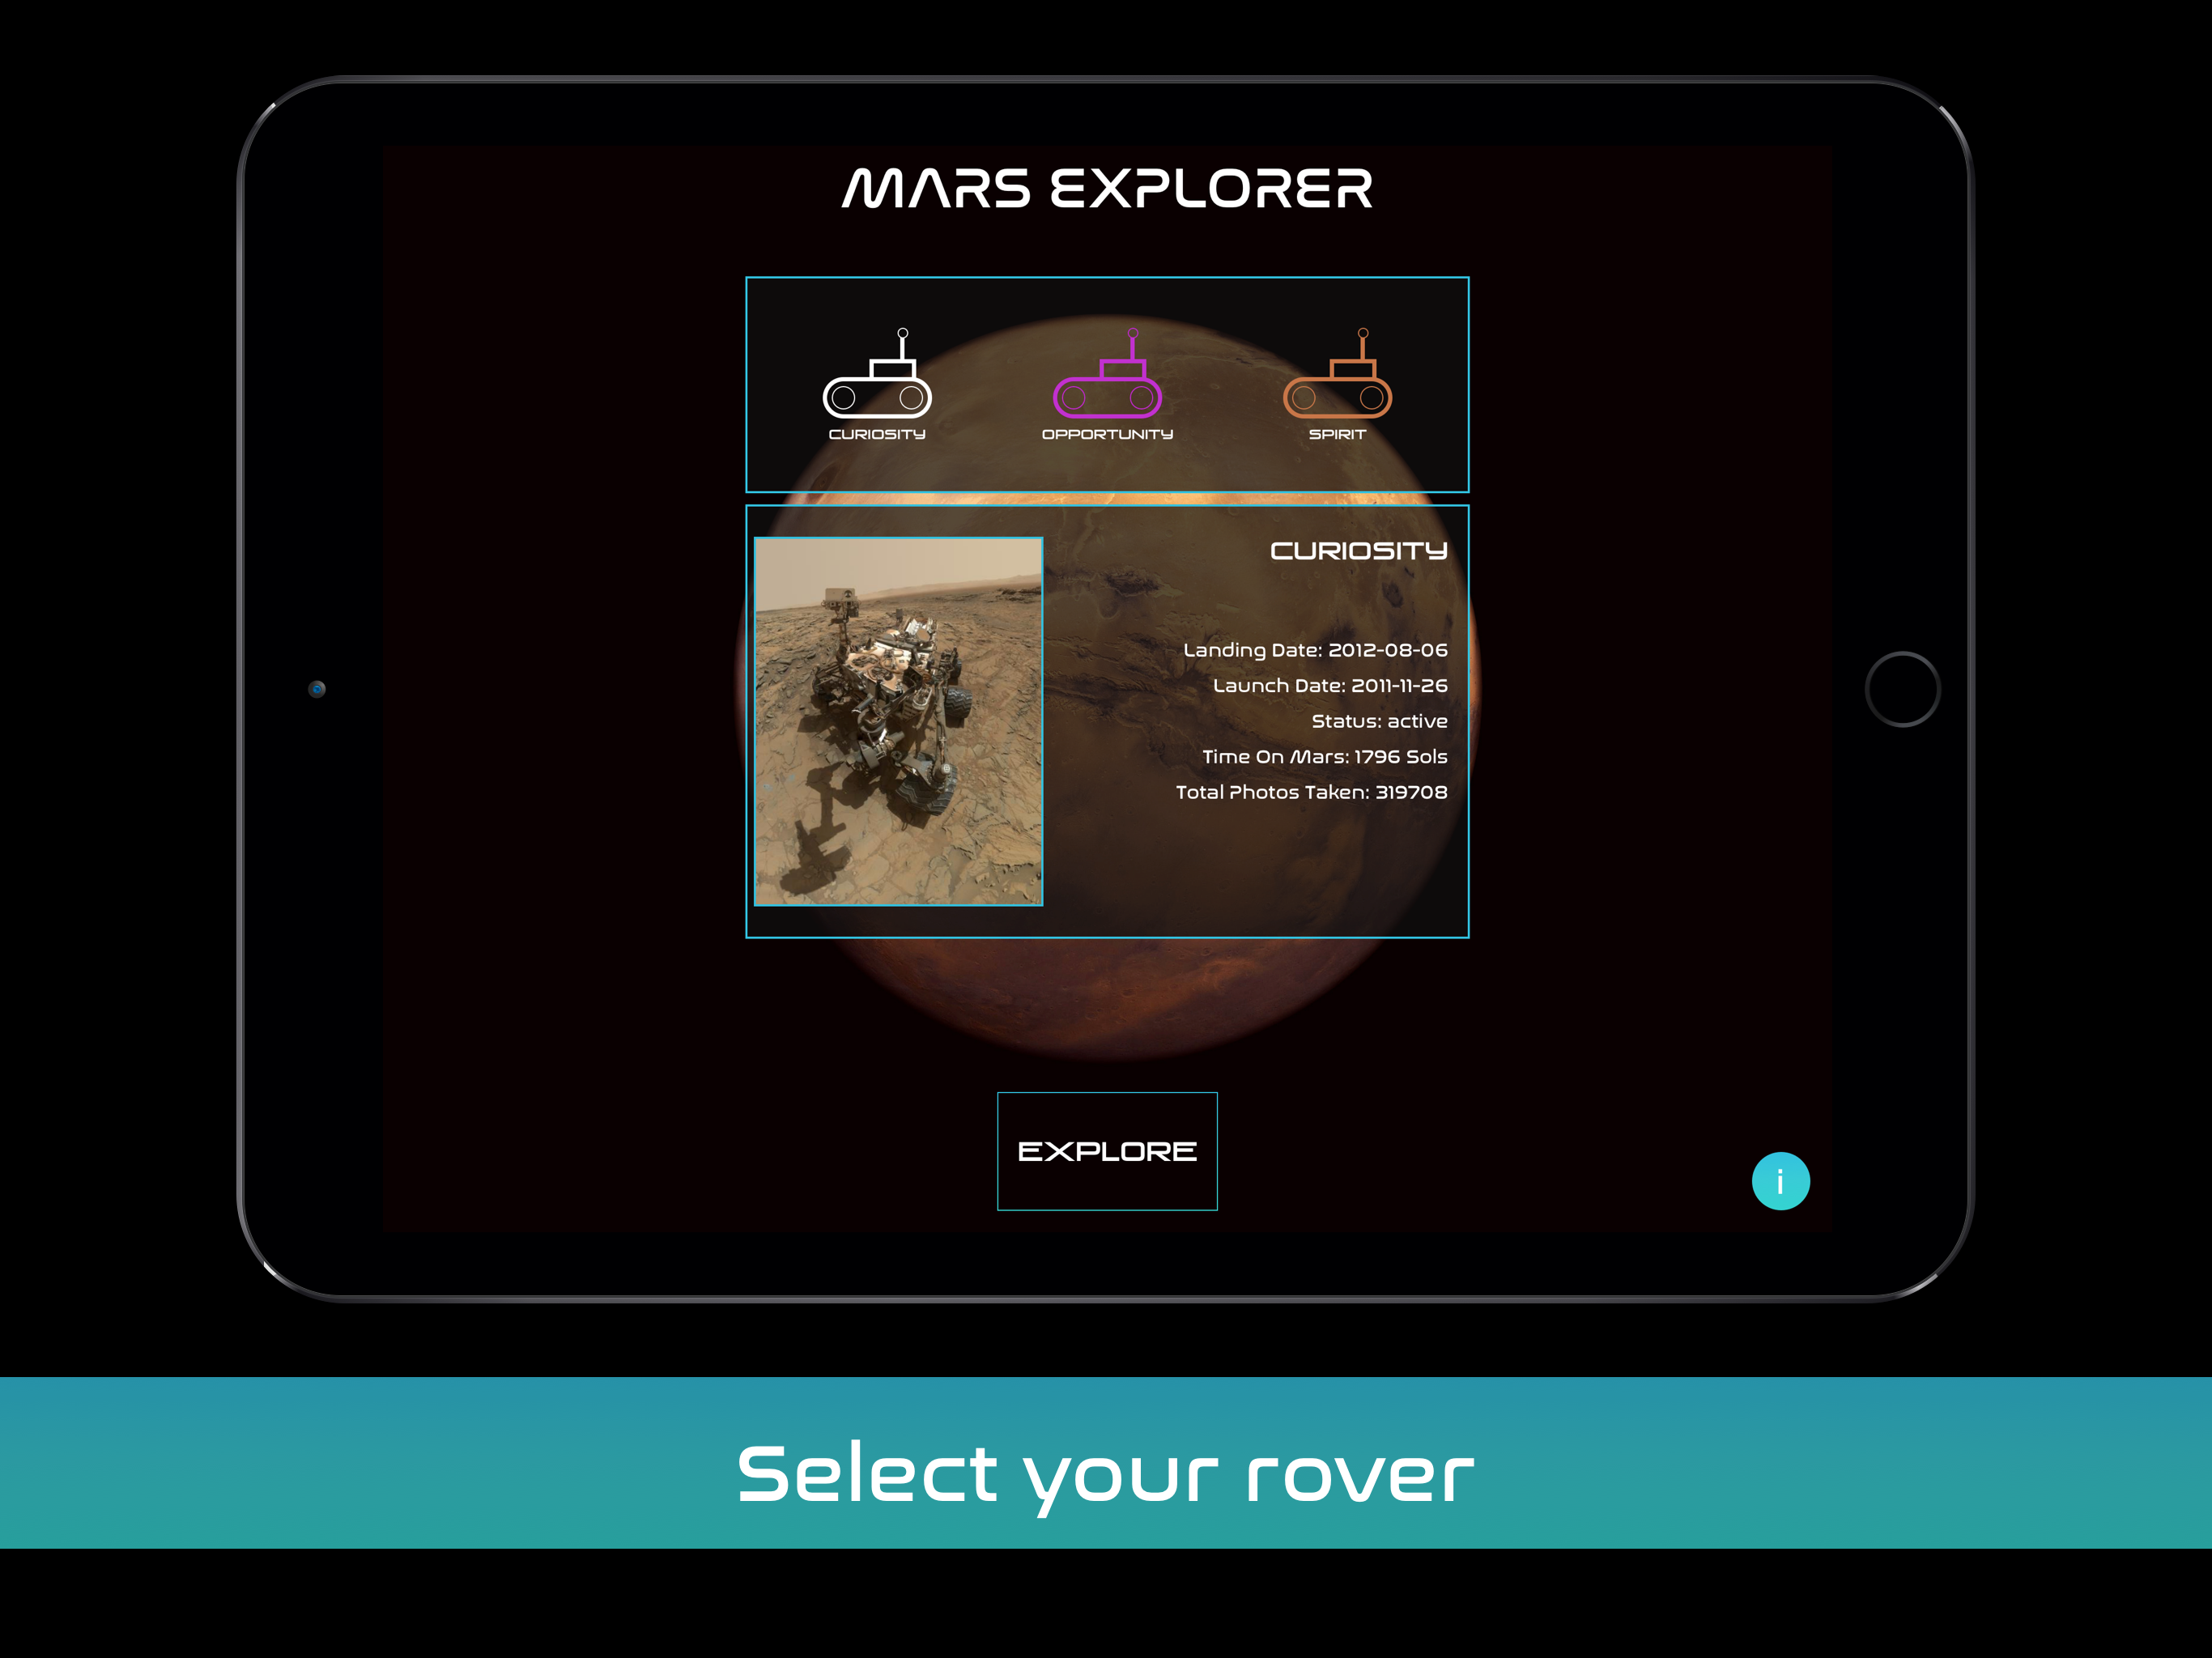 MARS EXPLORER
CURIOSITY OPPORTUNITY SPIRIT
CURIOSITY
Landing Date: 2012-08-06
Launch Date: 2011-11-26
Status: active
Time On Mars: 1796 Sols
Total Photos Taken: 319708
EXPLORE
i
Select your rover